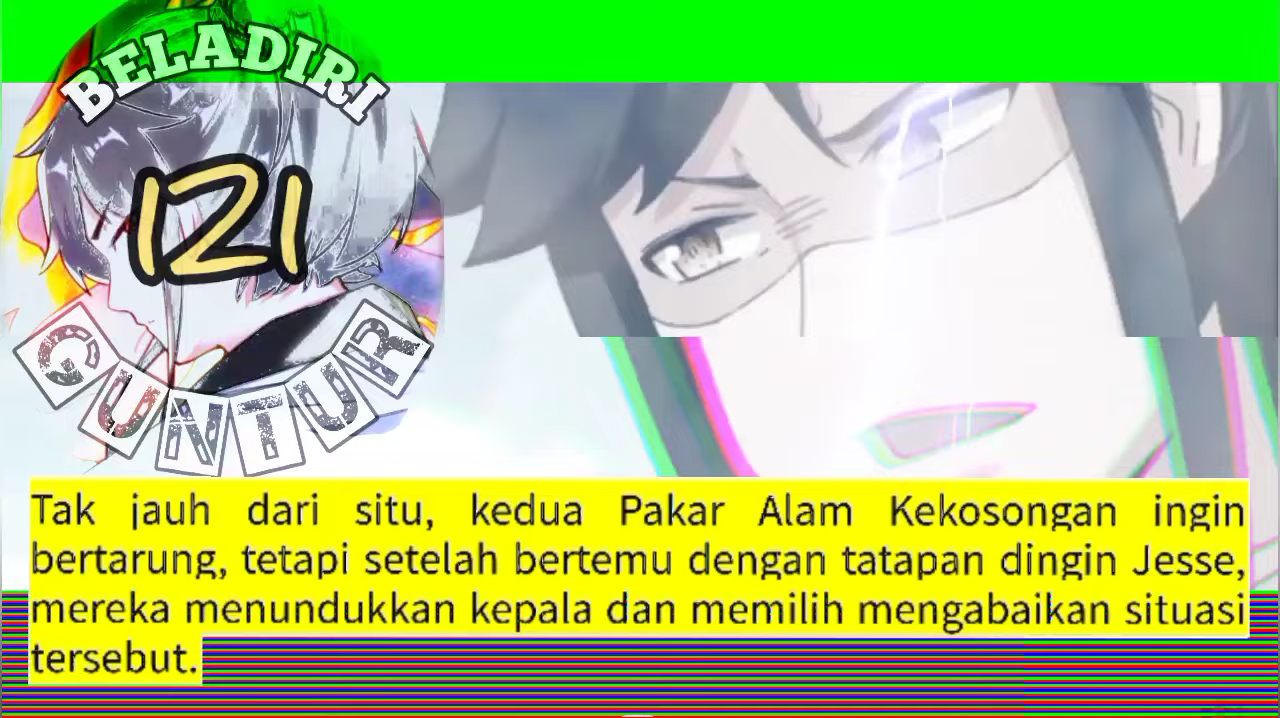 BELADIRI
121
GUNTUR
Tak jauh dari situ, kedua Pakar Alam Kekosongan ingin
bertarung, tetapi setelah bertemu dengan tatapan dingin Jesse,
mereka menundukkan kepala dan memilih mengabaikan situasi
tersebut.